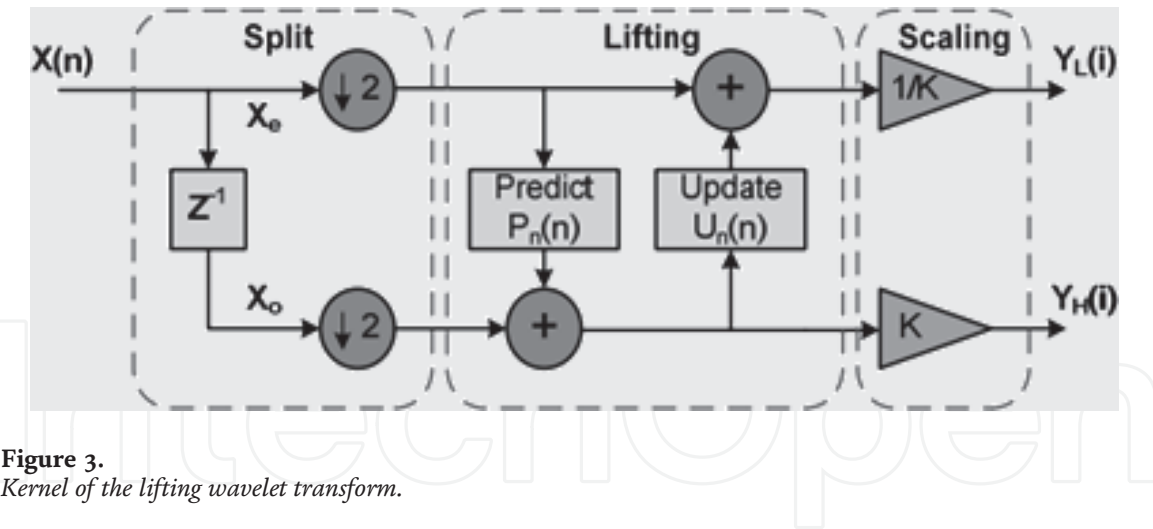 Split
Lifting
Scaling
X(n)
Xe
↓ 2
+
1/K
YL(i)
Z-1
Predict
Pn(n)
Update
Un(n)
Xo
↓ 2
+
K
YH(i)
IntechOpen
Figure 3.
Kernel of the lifting wavelet transform.